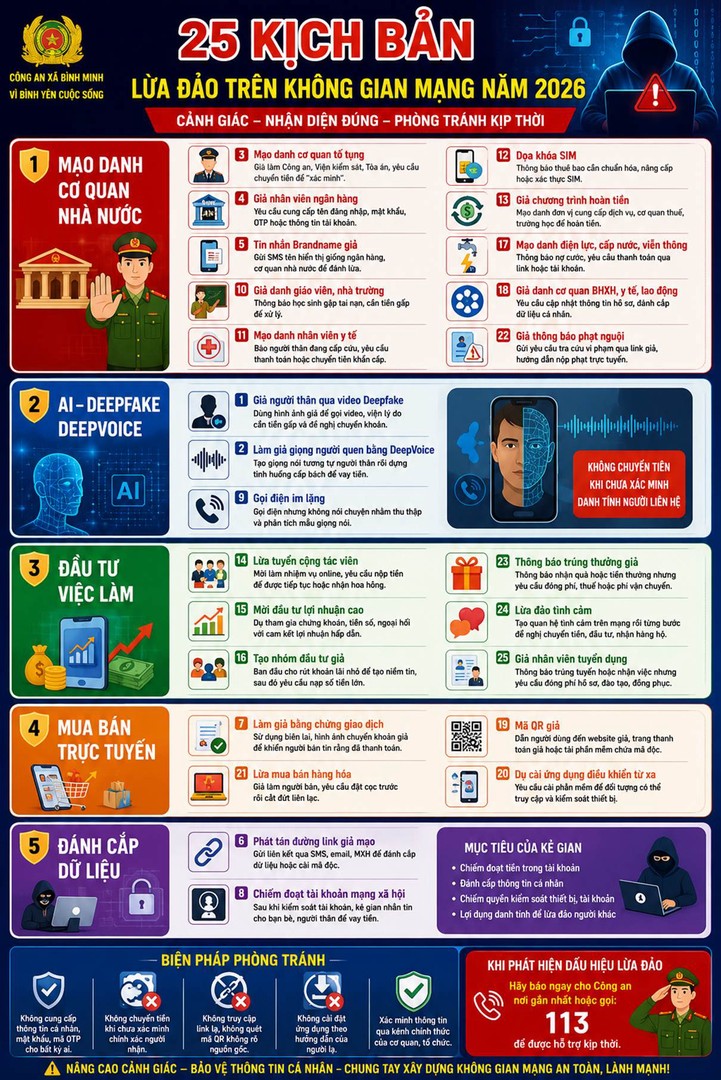 CÔNG AN XÃ BÌNH MINH
VÌ BÌNH YÊN CUỘC SỐNG
25 KỊCH BẢN
LỪA ĐẢO TRÊN KHÔNG GIAN MẠNG NĂM 2026
CẢNH GIÁC – NHẬN DIỆN ĐÚNG – PHÒNG TRÁNH KỊP THỜI
1
MẠO DANH
CƠ QUAN
NHÀ NƯỚC
3 Mạo danh cơ quan tố tụng
Giả làm Công an, Viện kiểm sát, Tòa án, yêu cầu
chuyển tiền để "xác minh".
4 Giả nhân viên ngân hàng
Yêu cầu cung cấp tên đăng nhập, mật khẩu,
OTP hoặc thông tin tài khoản.
5 Tin nhắn Brandname giả
Gửi SMS tên hiển thị giống ngân hàng,
cơ quan nhà nước để đánh lừa.
10 Giả danh giáo viên, nhà trường
Thông báo học sinh gặp tai nạn, cần tiền gấp
để xử lý.
11 Mạo danh nhân viên y tế
Báo người thân đang cấp cứu, yêu cầu
thanh toán hoặc chuyển tiền khẩn cấp.
12 Dọa khóa SIM
Thông báo thuê bao cần chuẩn hóa, nâng cấp
hoặc xác thực SIM.
13 Giả chương trình hoàn tiền
Mạo danh đơn vị cung cấp dịch vụ, cơ quan thuế,
trường học để hoàn tiền.
17 Mạo danh điện lực, cấp nước, viễn thông
Thông báo nợ cước, yêu cầu thanh toán qua
link hoặc tài khoản.
18 Giả danh cơ quan BHXH, y tế, lao động
Yêu cầu cập nhật thông tin hồ sơ, đánh cắp
dữ liệu cá nhân.
22 Giả thông báo phạt nguội
Gửi yêu cầu tra cứu vi phạm qua link giả,
hướng dẫn nộp phạt trực tuyến.
2
AI – DEEPFAKE
DEEPVOICE
AI
1 Giả người thân qua video Deepfake
Dùng hình ảnh giả để gọi video, viện lý do
cần tiền gấp và đề nghị chuyển khoản.
2 Làm giả giọng người quen bằng DeepVoice
Tạo giọng nói tương tự người thân rồi dựng
tình huống cấp bách để vay tiền.
9 Gọi điện im lặng
Gọi điện nhưng không nói chuyện nhằm thu thập
và phân tích mẫu giọng nói.
KHÔNG CHUYỂN TIỀN
KHI CHƯA XÁC MINH
DANH TÍNH NGƯỜI LIÊN HỆ
3
ĐẦU TƯ
VIỆC LÀM
14 Lừa tuyển cộng tác viên
Mời làm nhiệm vụ online, yêu cầu nộp tiền
để được tiếp tục hoặc nhận hoa hồng.
15 Mời đầu tư lợi nhuận cao
Dụ tham gia chứng khoán, tiền số, ngoại hối
với cam kết lợi nhuận hấp dẫn.
16 Tạo nhóm đầu tư giả
Ban đầu cho rút khoản lãi nhỏ để tạo niềm tin,
sau đó yêu cầu nạp số tiền lớn.
23 Thông báo trúng thưởng giả
Thông báo nhận quà hoặc tiền thưởng nhưng
yêu cầu đóng phí, thuế hoặc phí vận chuyển.
24 Lừa đảo tình cảm
Tạo quan hệ tình cảm trên mạng rồi từng bước
đề nghị chuyển tiền, đầu tư, nhận hàng hộ.
25 Giả nhân viên tuyển dụng
Thông báo trúng tuyển hoặc nhận việc nhưng
yêu cầu đóng phí hồ sơ, đào tạo, đồng phục.
4
MUA BÁN
TRỰC TUYẾN
7 Làm giả bằng chứng giao dịch
Sử dụng biên lai, hình ảnh chuyển khoản giả
để khiến người bán tin rằng đã thanh toán.
21 Lừa mua bán hàng hóa
Giả làm người bán, yêu cầu đặt cọc trước
rồi cắt đứt liên lạc.
19 Mã QR giả
Dẫn người dùng đến website giả, trang thanh
toán giả hoặc tải phần mềm chứa mã độc.
20 Dụ cài ứng dụng điều khiển từ xa
Yêu cầu cài phần mềm để đối tượng có thể
truy cập và kiểm soát thiết bị.
5
ĐÁNH CẮP
DỮ LIỆU
6 Phát tán đường link giả mạo
Gửi liên kết qua SMS, email, MXH để đánh cắp
dữ liệu hoặc cài mã độc.
8 Chiếm đoạt tài khoản mạng xã hội
Sau khi kiểm soát tài khoản, kẻ gian nhắn tin
cho bạn bè, người thân để vay tiền.
MỤC TIÊU CỦA KẺ GIAN
• Chiếm đoạt tiền trong tài khoản
• Đánh cắp thông tin cá nhân
• Chiếm quyền kiểm soát thiết bị, tài khoản
• Lợi dụng danh tính để lừa đảo người khác
BIỆN PHÁP PHÒNG TRÁNH
Không cung cấp
thông tin cá nhân,
mật khẩu, mã OTP
cho bất kỳ ai.
Không chuyển tiền
khi chưa xác minh
chính xác người
nhận.
Không truy cập
link lạ, không quét
mã QR không rõ
nguồn gốc.
Không cài đặt
ứng dụng theo
hướng dẫn của
người lạ.
Xác minh thông tin
qua kênh chính thức
của cơ quan, tổ chức.
KHI PHÁT HIỆN DẤU HIỆU LỪA ĐẢO
Hãy báo ngay cho Công an
nơi gần nhất hoặc gọi:
113
để được hỗ trợ kịp thời.
NÂNG CAO CẢNH GIÁC – BẢO VỆ THÔNG TIN CÁ NHÂN – CHUNG TAY XÂY DỰNG KHÔNG GIAN MẠNG AN TOÀN, LÀNH MẠNH!